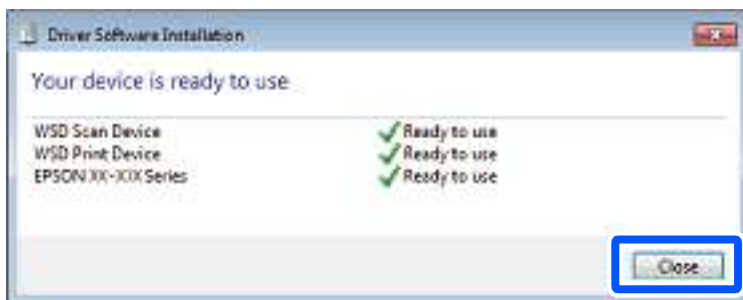 Driver Software Installation
Your device is ready to use
WSD Scan Device Ready to use
WSD Print Device Ready to use
EPSON XX-XXX Series Ready to use
Close